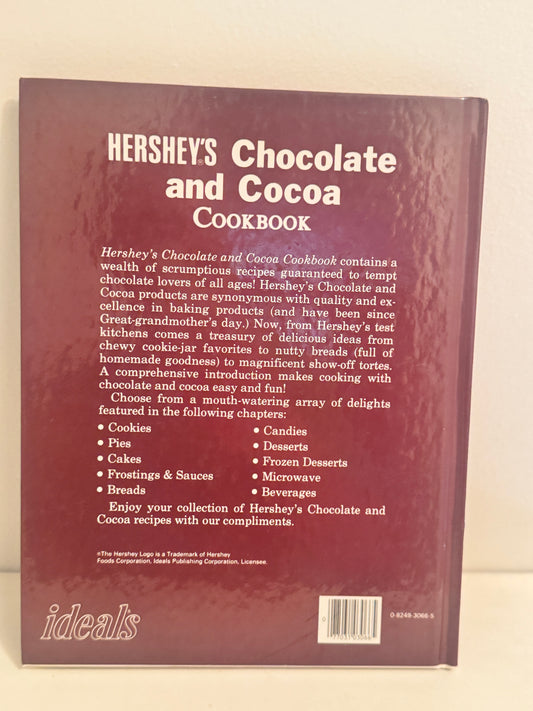 HERSHEY'S® Chocolate
and Cocoa
COOKBOOK
Hershey's Chocolate and Cocoa Cookbook contains a
wealth of scrumptious recipes guaranteed to tempt
chocolate lovers of all ages! Hershey's Chocolate and
Cocoa products are synonymous with quality and ex-
cellence in baking products (and have been since
Great-grandmother's day.) Now, from Hershey's test
kitchens comes a treasury of delicious ideas from
chewy cookie-jar favorites to nutty breads (full of
homemade goodness) to magnificent show-off tortes.
A comprehensive introduction makes cooking with
chocolate and cocoa easy and fun!
Choose from a mouth-watering array of delights
featured in the following chapters:
• Cookies
• Pies
• Cakes
• Frostings & Sauces
• Breads
• Candies
• Desserts
• Frozen Desserts
• Microwave
• Beverages
Enjoy your collection of Hershey's Chocolate and
Cocoa recipes with our compliments.
®The Hershey Logo is a Trademark of Hershey
Foods Corporation, Ideals Publishing Corporation, Licensee.
ideals
0-8249-3066-5